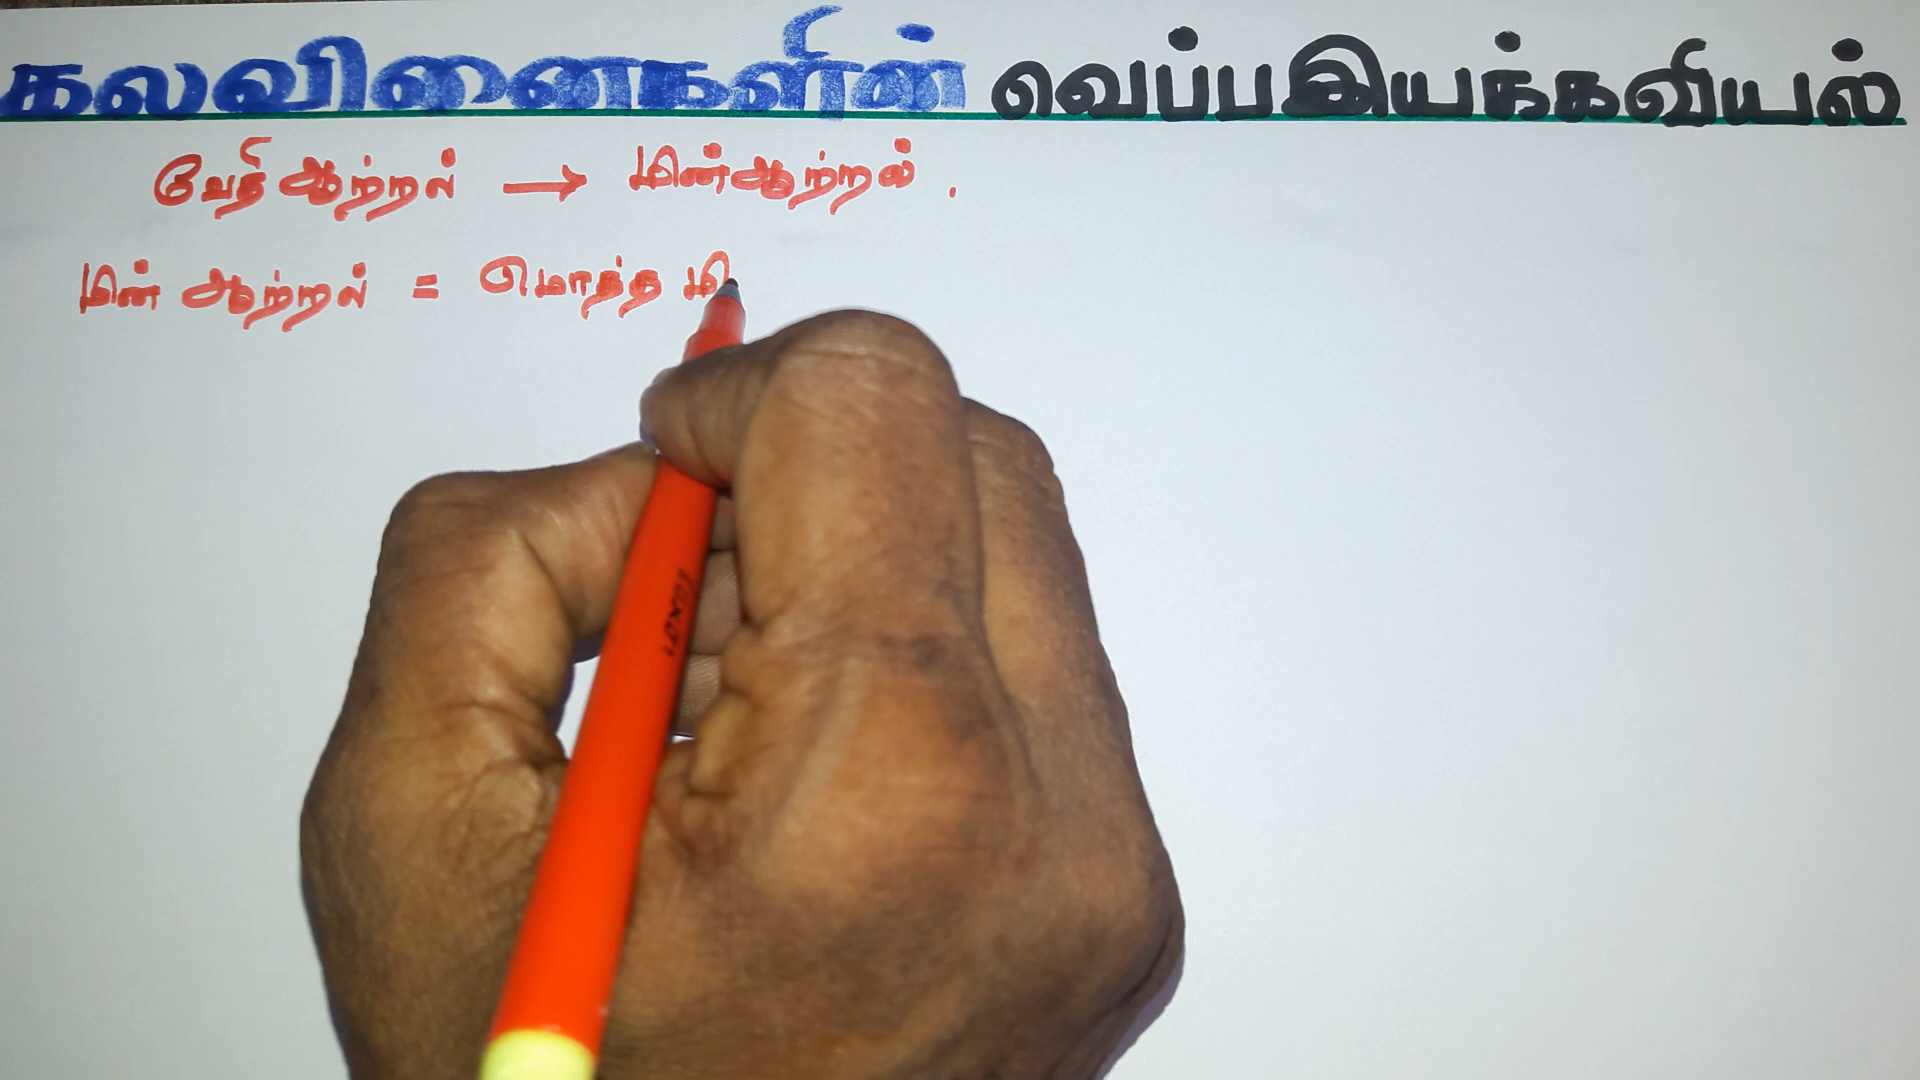 கலவினைகளின் வெப்பஇயக்கவியல்
வேதி ஆற்றல் → மின்ஆற்றல் .
மின் ஆற்றல் = மொத்த மி